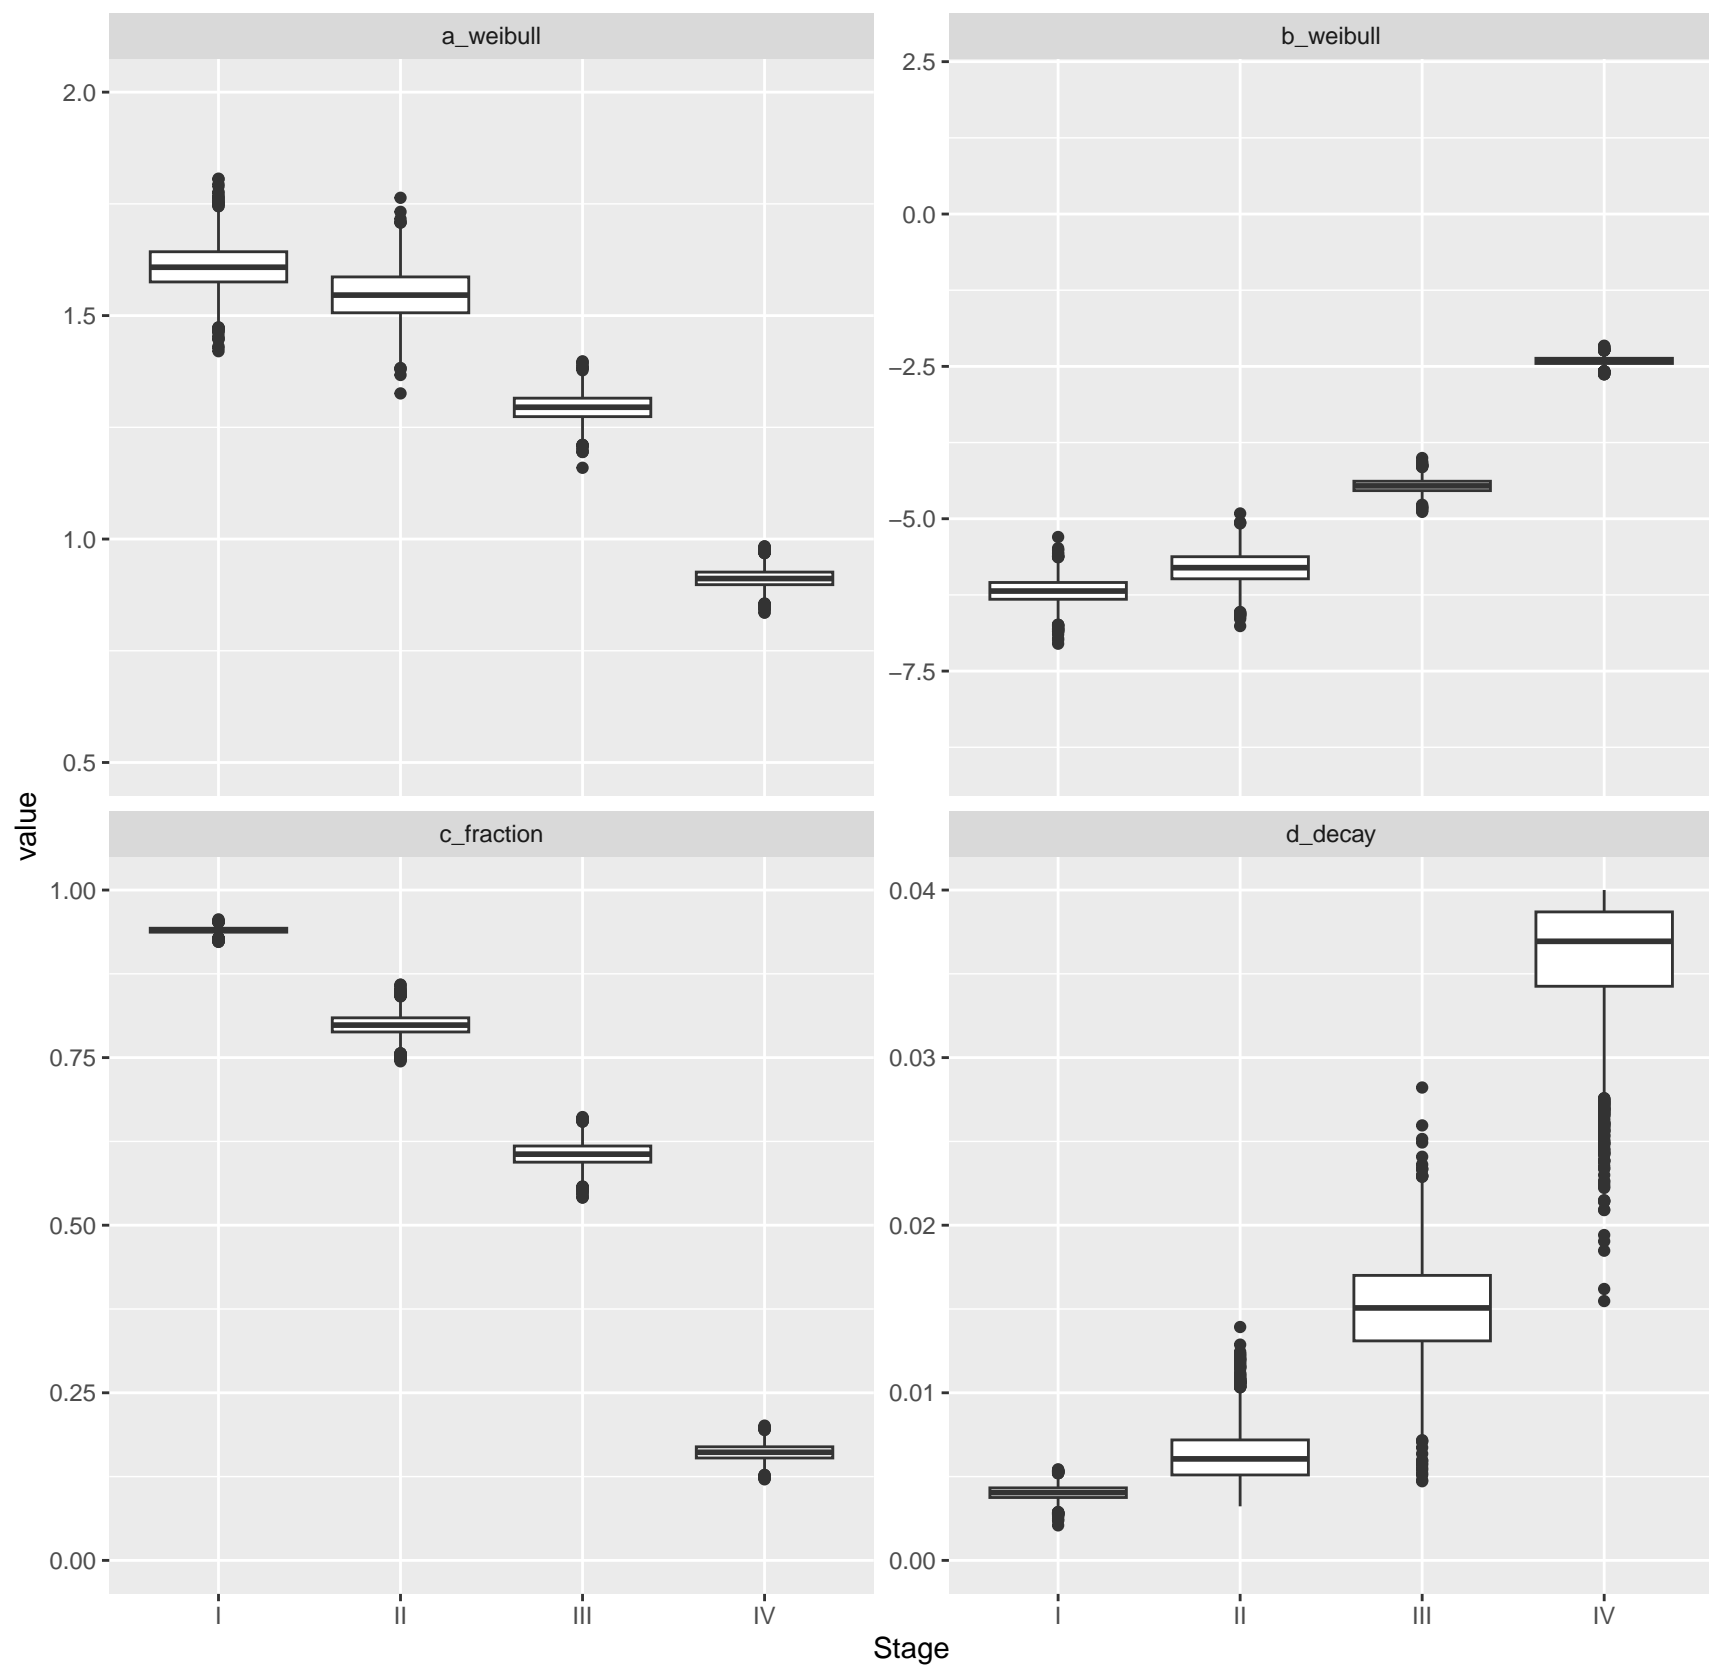 a_weibull
b_weibull
2.0
1.5
1.0
0.5
2.5
0.0
−2.5
−5.0
−7.5
value
c_fraction
d_decay
1.00
0.75
0.50
0.25
0.00
0.04
0.03
0.02
0.01
0.00
I II III IV
I II III IV
Stage